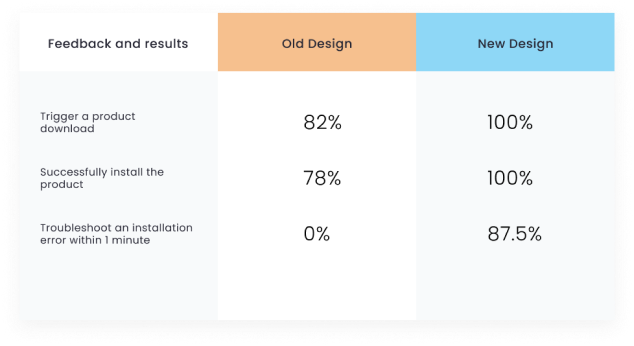 Feedback and results
Old Design
New Design
Trigger a product
download
82%
100%
Successfully install the
product
78%
100%
Troubleshoot an installation
error within 1 minute
0%
87.5%